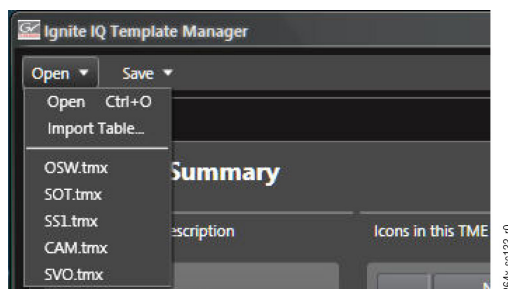 Ignite IQ Template Manager
Open Save
Open Ctrl+O
Import Table...
OSW.tmx
Summary
SOT.tmx
SS1.tmx
escription Icons in this TME
CAM.tmx
SVO.tmx